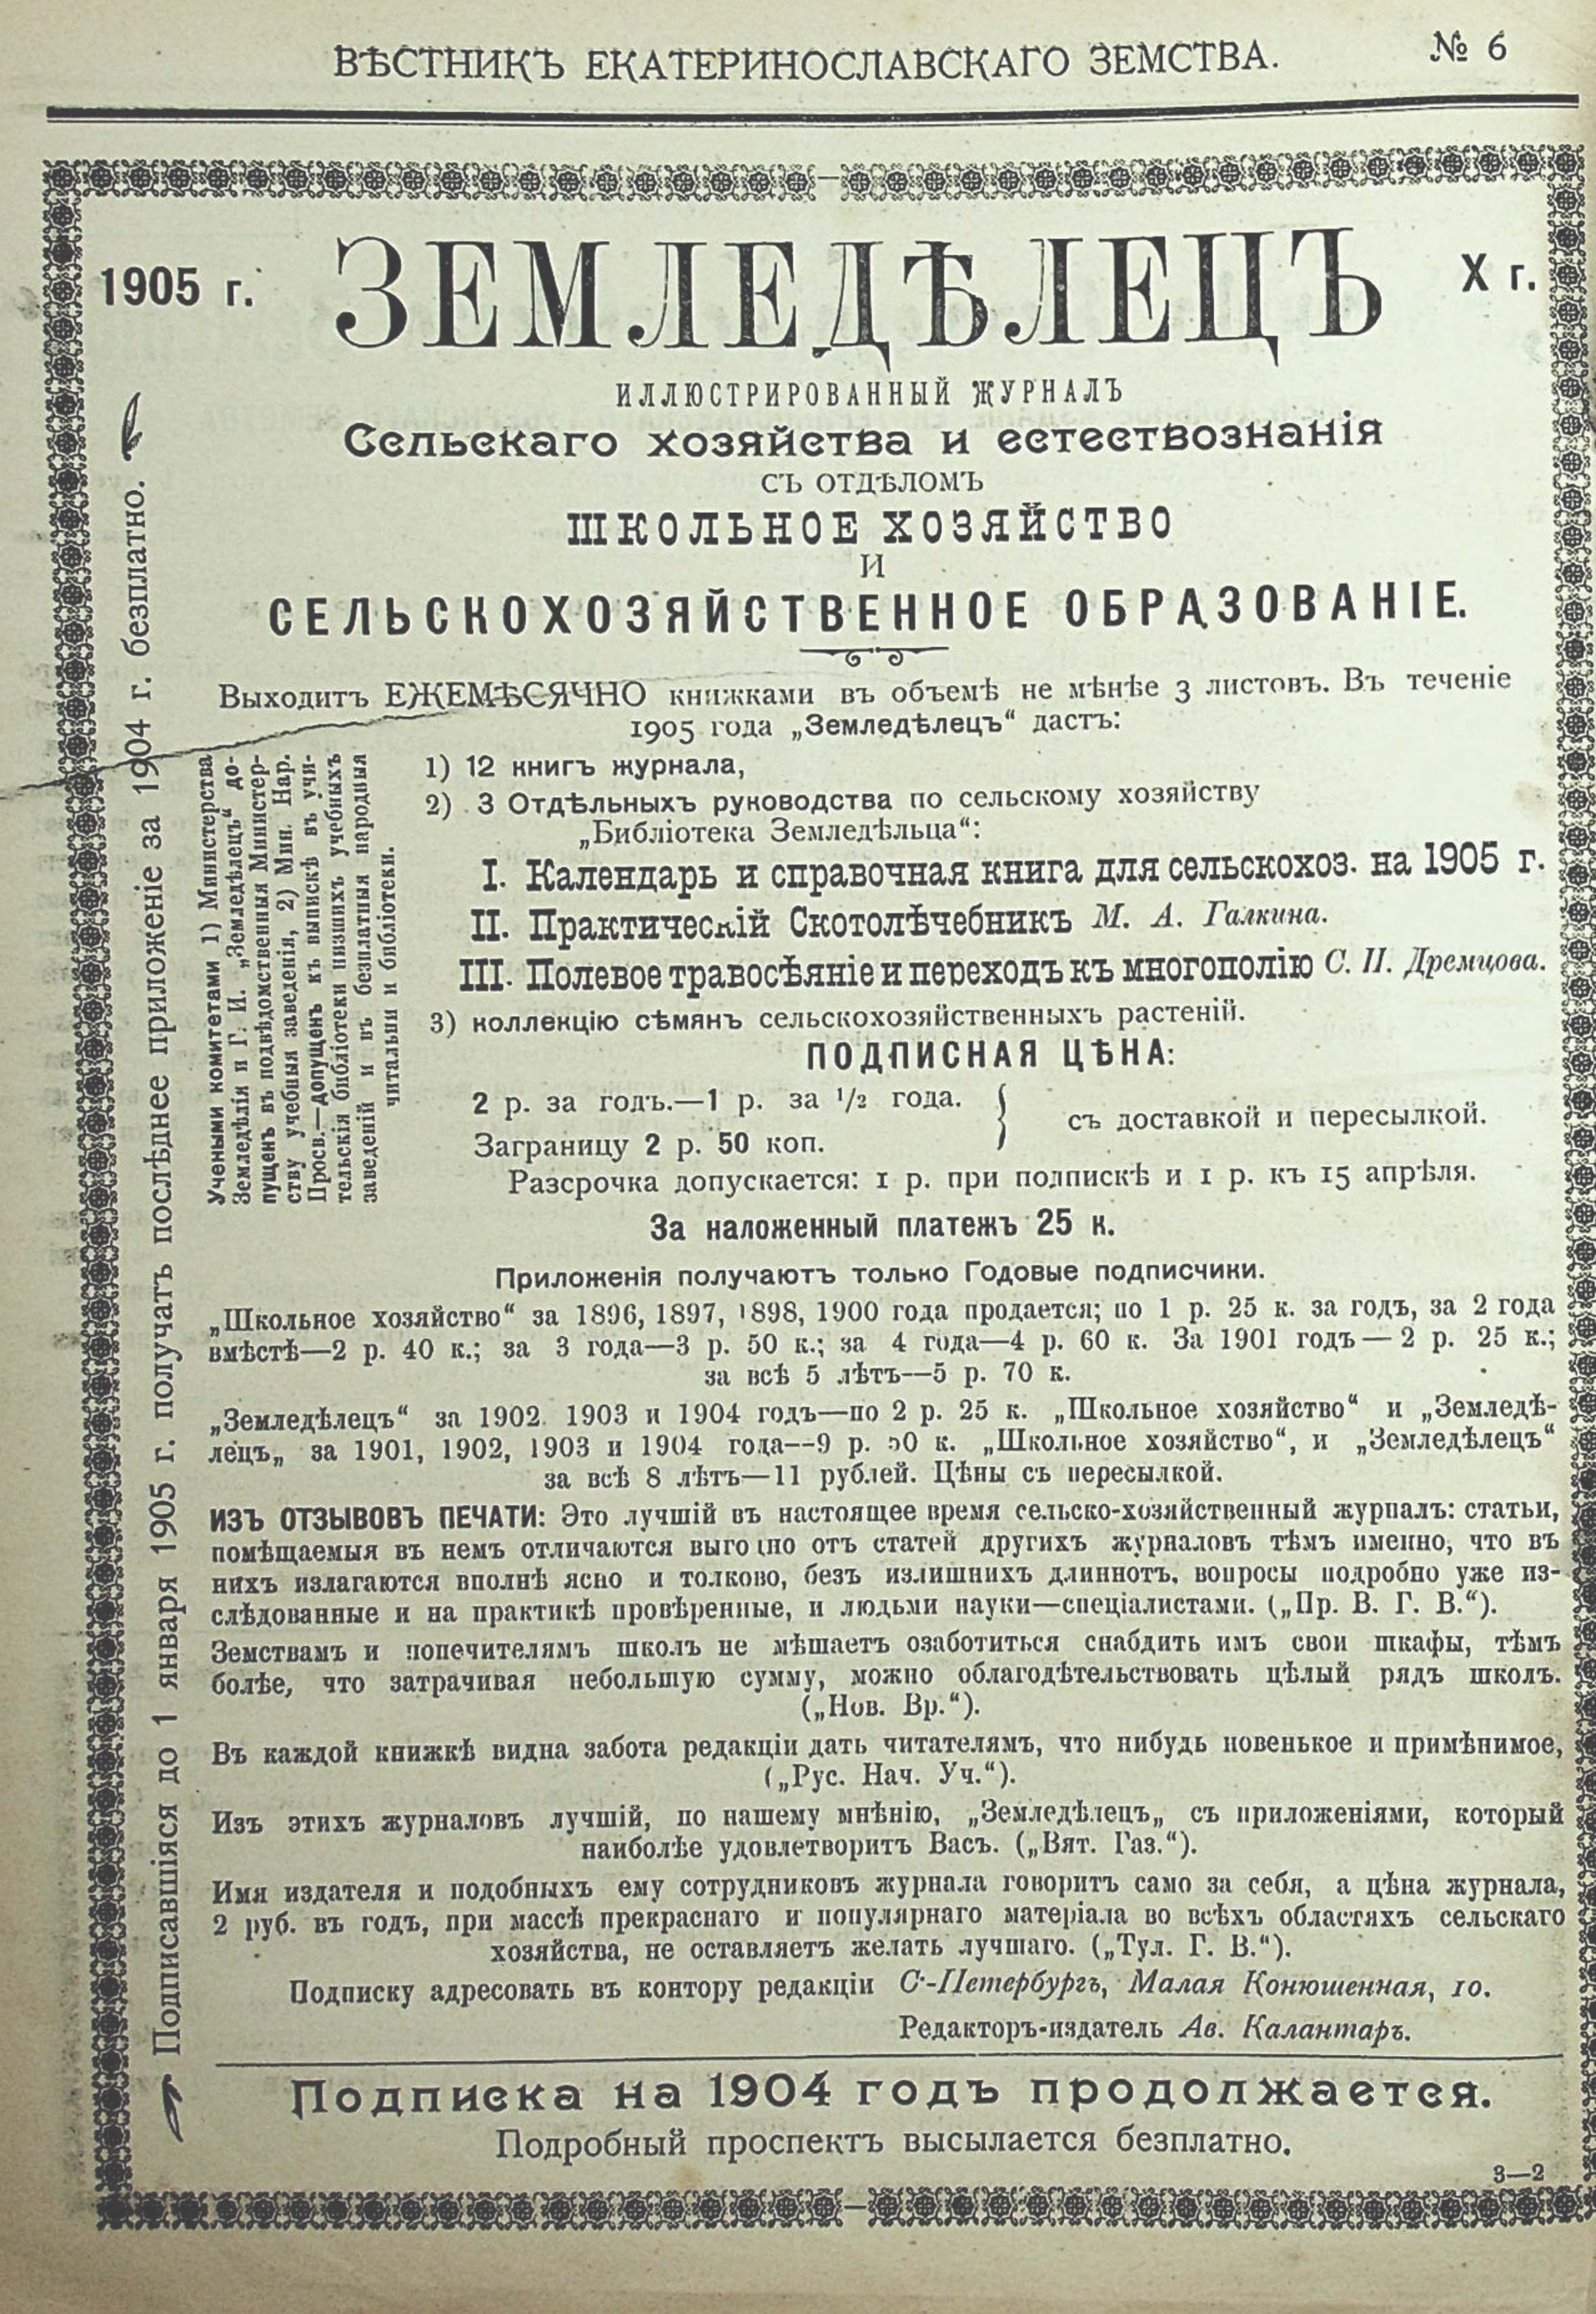 ВѢСТНИКЪ ЕКАТЕРИНОСЛАВСКАГО ЗЕМСТВА.
№ 6
1905 г.
ЗЕМЛЕДѢЛЕЦЪ
X г.
ИЛЛЮСТРИРОВАННЫЙ ЖУРНАЛЪ
Сельскаго хозяйства и естествознанія
СЪ ОТДѢЛОМЪ
ШКОЛЬНОЕ ХОЗЯЙСТВО
И
СЕЛЬСКОХОЗЯЙСТВЕННОЕ ОБРАЗОВАНІЕ.
Выходитъ ЕЖЕМѢСЯЧНО книжками въ объемѣ не мѣнѣе 3 листовъ. Въ теченіе
1905 года „Земледѣлецъ“ дастъ:
1) 12 книгъ журнала,
2) 3 Отдѣльныхъ руководства по сельскому хозяйству
„Библіотека Земледѣльца“:
I. Календарь и справочная книга для сельскохоз. на 1905 г.
II. Практическій Скотолѣчебникъ М. А. Галкина.
III. Полевое травосѣяніе и переходъ къ многополію С. П. Дремцова.
3) коллекцію сѣмянъ сельскохозяйственныхъ растеній.
Учеными комитетами 1) Министерства
Земледѣлія и Г. И. „Земледѣлецъ“ до-
пущенъ въ подвѣдомственныя Министер-
ству учебныя заведенія, 2) Мин. Нар.
Просв.—допущенъ къ выпискѣ въ учи-
тельскія библіотеки низшихъ учебныхъ
заведеній и въ безплатныя народныя
читальни и библіотеки.
Подписавшіяся до 1 января 1905 г. получатъ послѣднее приложеніе за 1904 г. безплатно.
ПОДПИСНАЯ ЦѢНА:
2 р. за годъ.—1 р. за 1/2 года.
Заграницу 2 р. 50 коп.
съ доставкой и пересылкой.
Разсрочка допускается: 1 р. при подпискѣ и 1 р. къ 15 апрѣля.
За наложенный платежъ 25 к.
Приложенія получаютъ только Годовые подписчики.
„Школьное хозяйство“ за 1896, 1897, 1898, 1900 года продается; по 1 р. 25 к. за годъ, за 2 года
вмѣстѣ—2 р. 40 к.; за 3 года—3 р. 50 к.; за 4 года—4 р. 60 к. За 1901 годъ — 2 р. 25 к.;
за всѣ 5 лѣтъ—5 р. 70 к.
„Земледѣлецъ“ за 1902. 1903 и 1904 годъ—по 2 р. 25 к. „Школьное хозяйство“ и „Земледѣ-
лецъ„ за 1901, 1902, 1903 и 1904 года—9 р. 50 к. „Школьное хозяйство“, и „Земледѣлецъ“
за всѣ 8 лѣтъ—11 рублей. Цѣны съ пересылкой.
ИЗЪ ОТЗЫВОВЪ ПЕЧАТИ: Это лучшій въ настоящее время сельско-хозяйственный журналъ: статьи,
помѣщаемыя въ немъ отличаются выгодно отъ статей другихъ журналовъ тѣмъ именно, что въ
нихъ излагаются вполнѣ ясно и толково, безъ излишнихъ длиннотъ, вопросы подробно уже из-
слѣдованные и на практикѣ провѣренные, и людьми науки—спеціалистами. („Пр. В. Г. В.“).
Земствамъ и попечителямъ школъ не мѣшаетъ озаботиться снабдить имъ свои шкафы, тѣмъ
болѣе, что затрачивая небольшую сумму, можно облагодѣтельствовать цѣлый рядъ школъ.
(„Нов. Вр.“).
Въ каждой книжкѣ видна забота редакціи дать читателямъ, что нибудь новенькое и примѣнимое,
(„Рус. Нач. Уч.“).
Изъ этихъ журналовъ лучшій, по нашему мнѣнію, „Земледѣлецъ„ съ приложеніями, который
наиболѣе удовлетворитъ Васъ. („Вят. Газ.“).
Имя издателя и подобныхъ ему сотрудниковъ журнала говоритъ само за себя, а цѣна журнала,
2 руб. въ годъ, при массѣ прекраснаго и популярнаго матеріала во всѣхъ областяхъ сельскаго
хозяйства, не оставляетъ желать лучшаго. („Тул. Г. В.“).
Подписку адресовать въ контору редакціи С-Петербургъ, Малая Конюшенная, 10.
Редакторъ-издатель Ав. Калантаръ.
Подписка на 1904 годъ продолжается.
Подробный проспектъ высылается безплатно.
3—2